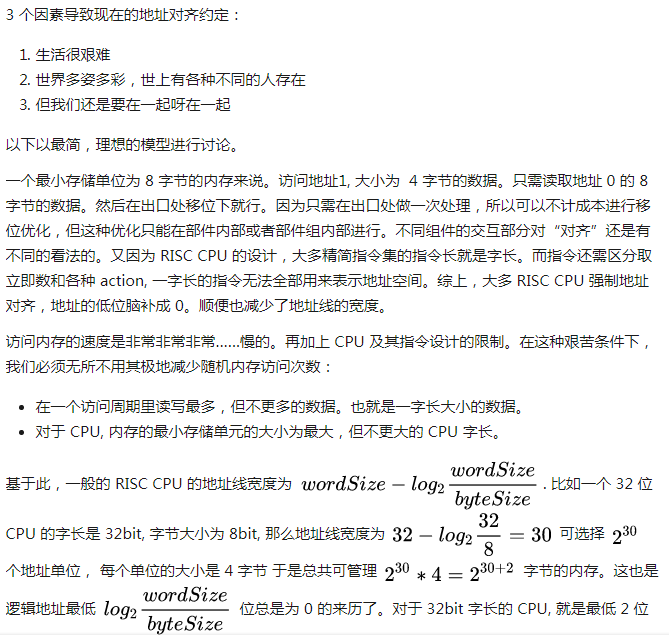 3 个因素导致现在的地址对齐约定：
1. 生活很艰难
2. 世界多姿多彩，世上有各种不同的人存在
3. 但我们还是要在一起呀在一起
以下以最简，理想的模型进行讨论。
一个最小存储单位为 8 字节的内存来说。访问地址1, 大小为 4 字节的数据。只需读取地址 0 的 8
字节的数据。然后在出口处移位下就行。因为只需在出口处做一次处理，所以可以不计成本进行移
位优化，但这种优化只能在部件内部或者部件组内部进行。不同组件的交互部分对“对齐”还是有
不同的看法的。又因为 RISC CPU 的设计，大多精简指令集的指令长就是字长。而指令还需区分取
立即数和各种 action, 一字长的指令无法全部用来表示地址空间。综上，大多 RISC CPU 强制地址
对齐，地址的低位脑补成 0。顺便也减少了地址线的宽度。
访问内存的速度是非常非常非常......慢的。再加上 CPU 及其指令设计的限制。在这种艰苦条件下，
我们必须无所不用其极地减少随机内存访问次数：
• 在一个访问周期里读写最多，但不更多的数据。也就是一字长大小的数据。
• 对于 CPU, 内存的最小存储单元的大小为最大，但不更大的 CPU 字长。
基于此，一般的 RISC CPU 的地址线宽度为 $wordSize - log_2\frac{wordSize}{byteSize}$ . 比如一个 32 位
CPU 的字长是 32bit, 字节大小为 8bit, 那么地址线宽度为 $32 - log_2\frac{32}{8} = 30$ 可选择 $2^{30}$
个地址单位， 每个单位的大小是 4 字节 于是总共可管理 $2^{30} * 4 = 2^{30+2}$ 字节的内存。这也是
逻辑地址最低 $log_2\frac{wordSize}{byteSize}$ 位总是为 0 的来历了。对于 32bit 字长的 CPU, 就是最低 2 位